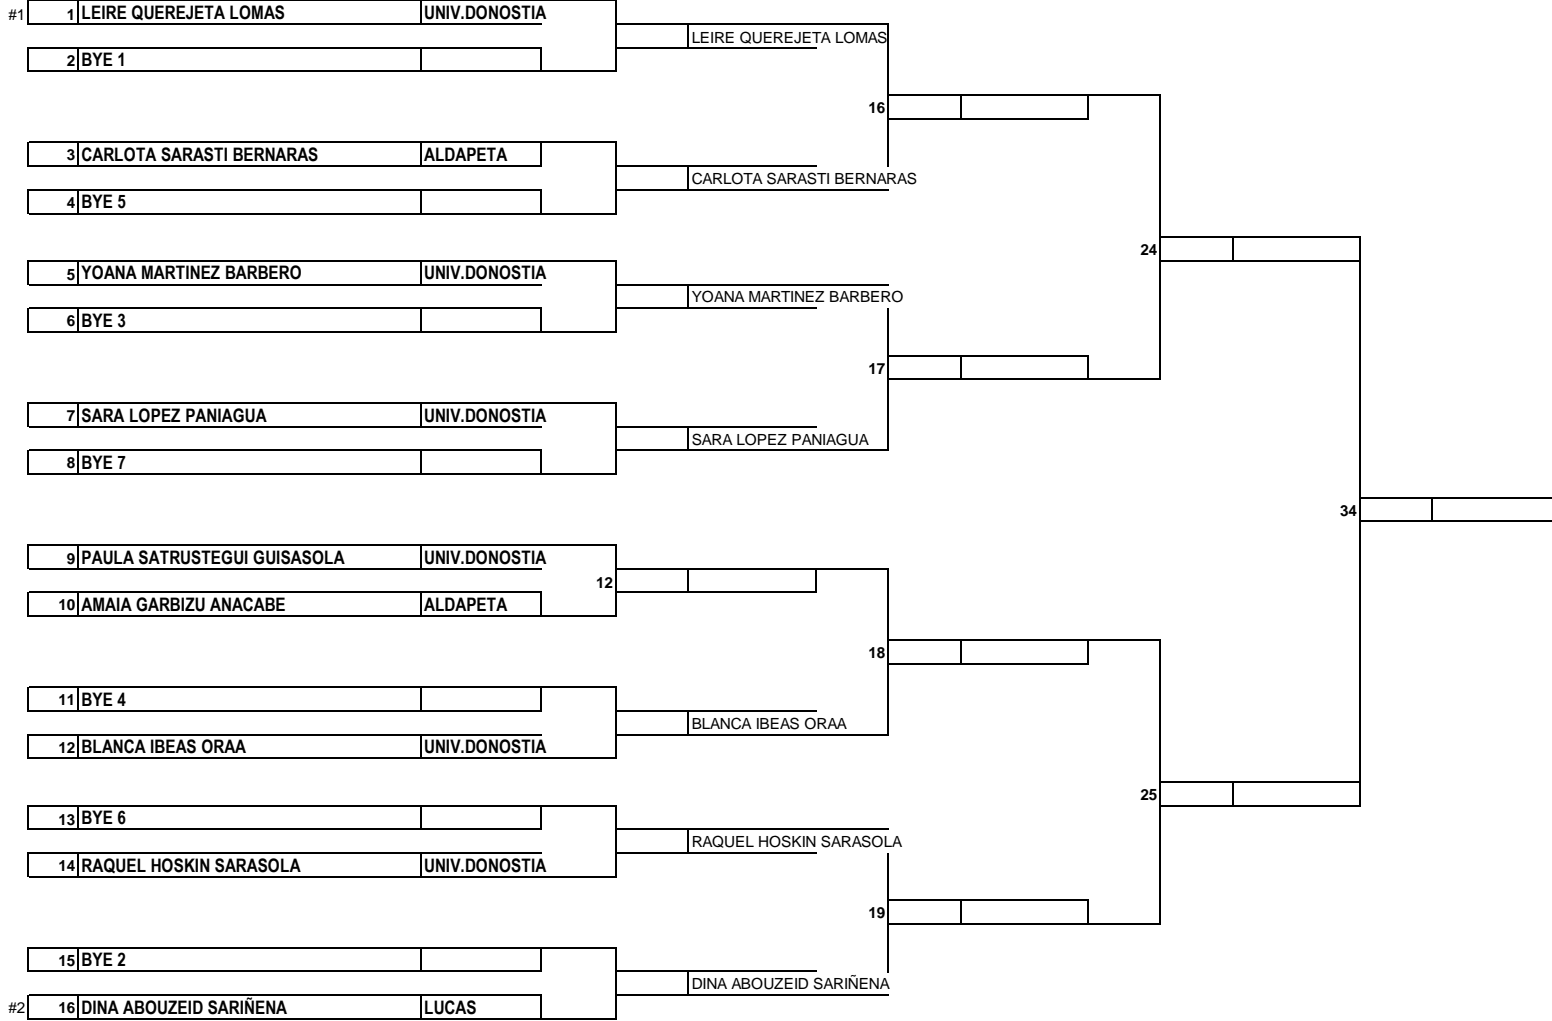 #1 1 LEIRE QUEREJETA LOMAS UNIV.DONOSTIA
LEIRE QUEREJETA LOMAS
2 BYE 1
16
3 CARLOTA SARASTI BERNARAS ALDAPETA
CARLOTA SARASTI BERNARAS
4 BYE 5
24
5 YOANA MARTINEZ BARBERO UNIV.DONOSTIA
YOANA MARTINEZ BARBERO
6 BYE 3
17
7 SARA LOPEZ PANIAGUA UNIV.DONOSTIA
SARA LOPEZ PANIAGUA
8 BYE 7
34
9 PAULA SATRUSTEGUI GUISASOLA UNIV.DONOSTIA
12
10 AMAIA GARBIZU ANACABE ALDAPETA
18
11 BYE 4
BLANCA IBEAS ORAA
12 BLANCA IBEAS ORAA UNIV.DONOSTIA
25
13 BYE 6
RAQUEL HOSKIN SARASOLA
14 RAQUEL HOSKIN SARASOLA UNIV.DONOSTIA
19
15 BYE 2
DINA ABOUZEID SARIÑENA
#2 16 DINA ABOUZEID SARIÑENA LUCAS